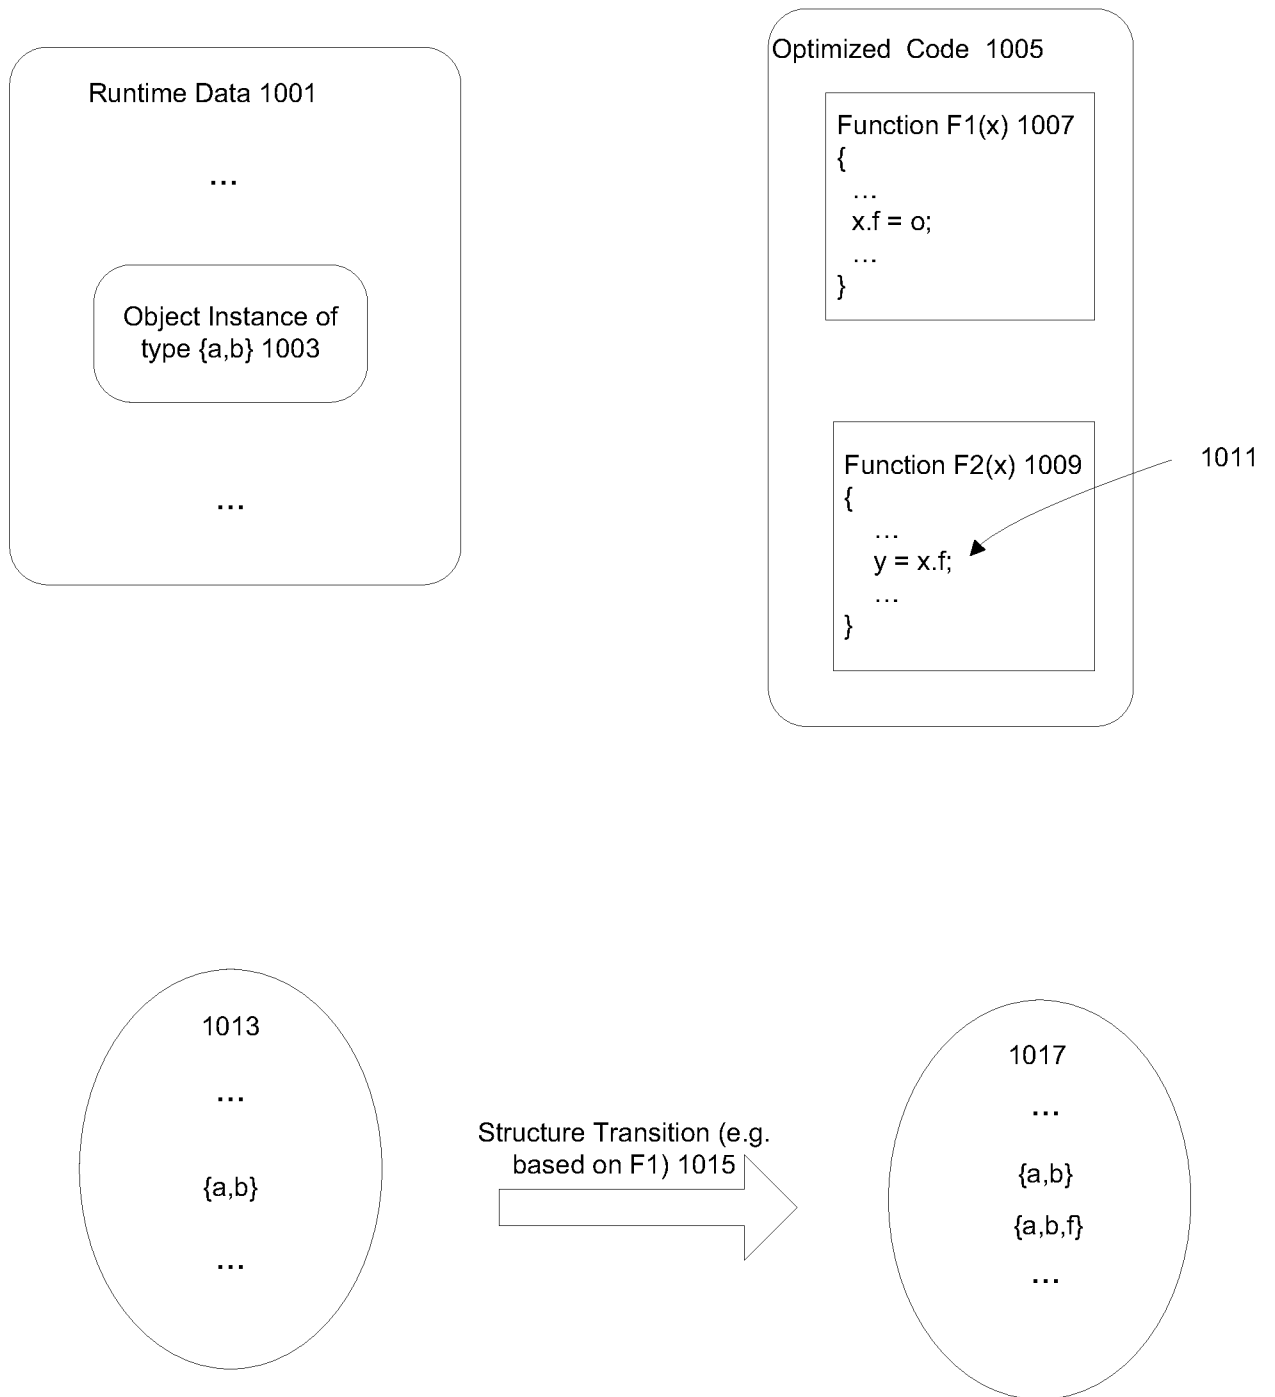 Runtime Data 1001
...
Object Instance of
type {a,b} 1003
...
Optimized Code 1005
Function F1(x) 1007
{
...
x.f = o;
...
}
Function F2(x) 1009
{
...
y = x.f;
...
}
1011
1013
...
{a,b}
...
Structure Transition (e.g.
based on F1) 1015
1017
...
{a,b}
{a,b,f}
...